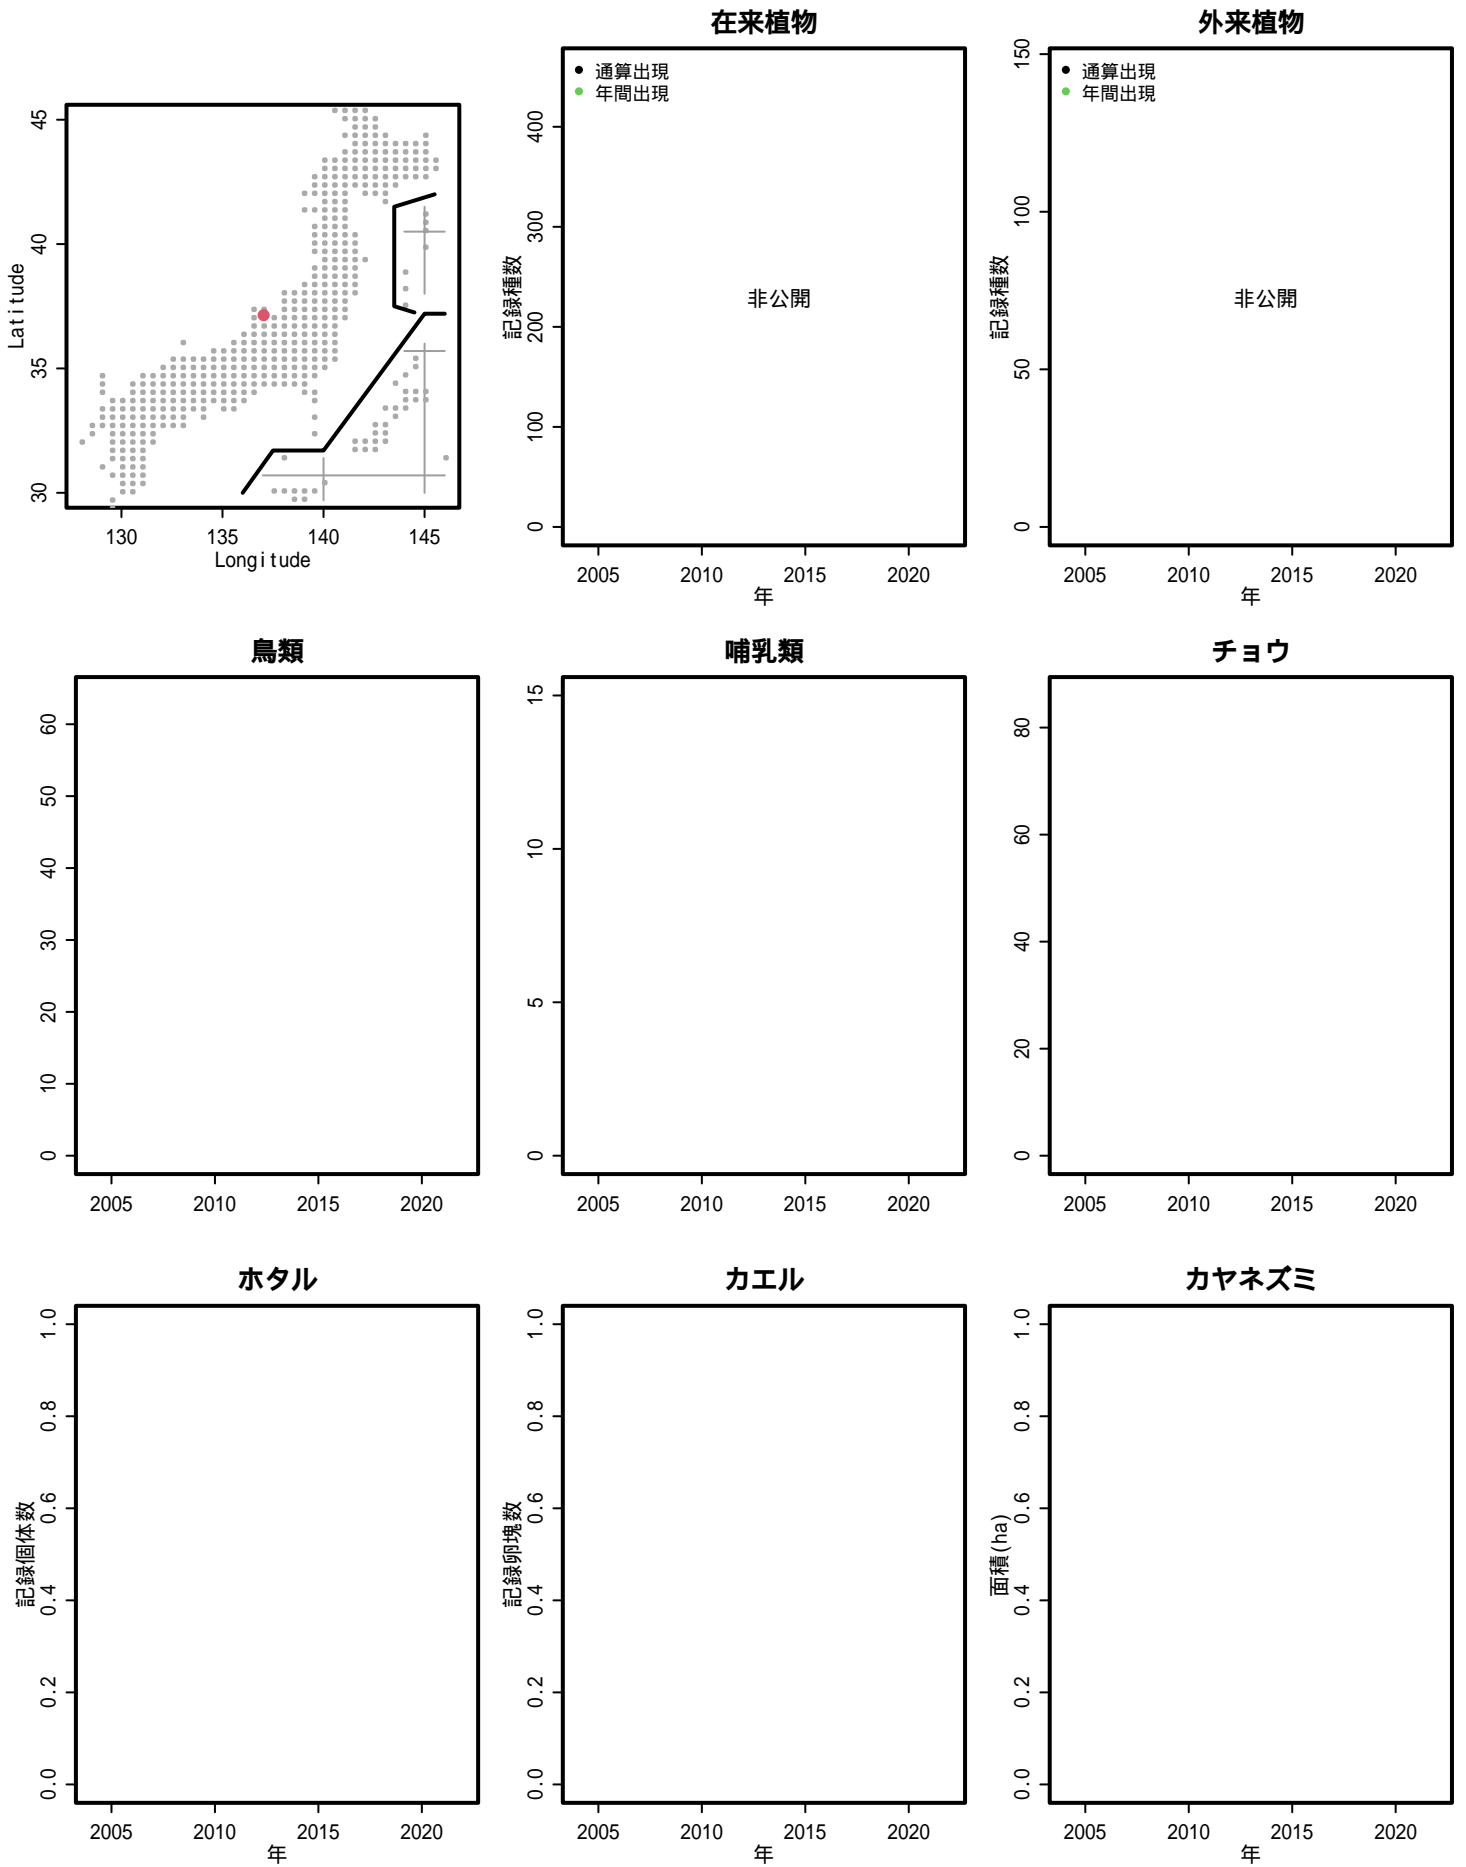 在来植物
外来植物
45
40
35
30
Latitude
130 135 140 145
Longitude
通算出現
年間出現
400
300
200
100
0
記録種数
非公開
2005 2010 2015 2020
年
通算出現
年間出現
150
100
50
0
記録種数
非公開
2005 2010 2015 2020
年
鳥類
60
50
40
30
20
10
0
2005 2010 2015 2020
哺乳類
15
10
5
0
2005 2010 2015 2020
チョウ
80
60
40
20
0
2005 2010 2015 2020
ホタル
1.0
0.8
0.6
0.4
0.2
0.0
記録個体数
2005 2010 2015 2020
年
カエル
1.0
0.8
0.6
0.4
0.2
0.0
記録卵塊数
2005 2010 2015 2020
年
カヤネズミ
1.0
0.8
0.6
0.4
0.2
0.0
面積(ha)
2005 2010 2015 2020
年